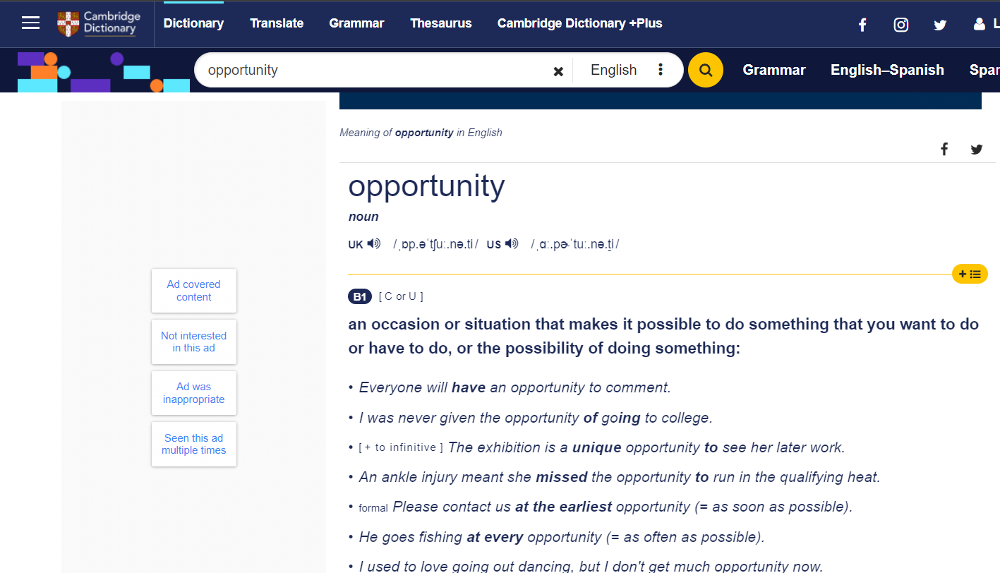 Cambridge
Dictionary
Dictionary
Translate
Grammar
Thesaurus
Cambridge Dictionary +Plus
L
opportunity
English
Grammar
English–Spanish
Spar
Meaning of opportunity in English
opportunity
noun
UK /ˌɒp.əˈtʃuː.nə.ti/ US /ˌɑː.pɚˈtuː.nə.t̬i/
B1 [ C or U ]
an occasion or situation that makes it possible to do something that you want to do
or have to do, or the possibility of doing something:
• Everyone will have an opportunity to comment.
• I was never given the opportunity of going to college.
• [ + to infinitive ] The exhibition is a unique opportunity to see her later work.
• An ankle injury meant she missed the opportunity to run in the qualifying heat.
• formal Please contact us at the earliest opportunity (= as soon as possible).
• He goes fishing at every opportunity (= as often as possible).
• I used to love going out dancing, but I don't get much opportunity now.
Ad covered
content
Not interested
in this ad
Ad was
inappropriate
Seen this ad
multiple times